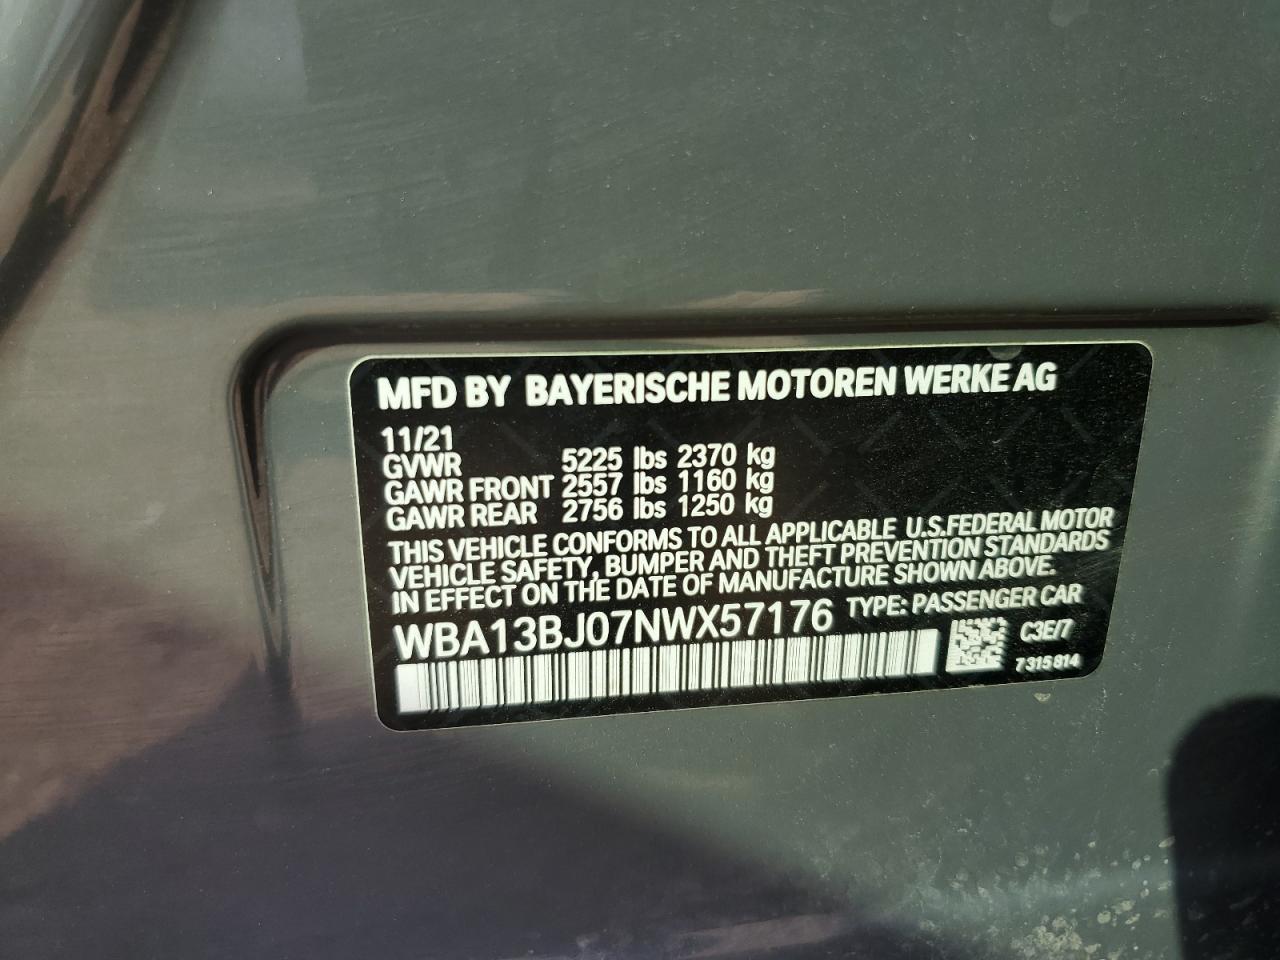 MFD BY BAYERISCHE MOTOREN WERKE AG
11/21
GVWR 5225 lbs 2370 kg
GAWR FRONT 2557 lbs 1160 kg
GAWR REAR 2756 lbs 1250 kg
THIS VEHICLE CONFORMS TO ALL APPLICABLE U.S.FEDERAL MOTOR
VEHICLE SAFETY, BUMPER AND THEFT PREVENTION STANDARDS
IN EFFECT ON THE DATE OF MANUFACTURE SHOWN ABOVE.
WBA13BJ07NWX57176 TYPE: PASSENGER CAR
C3E/7
7315814